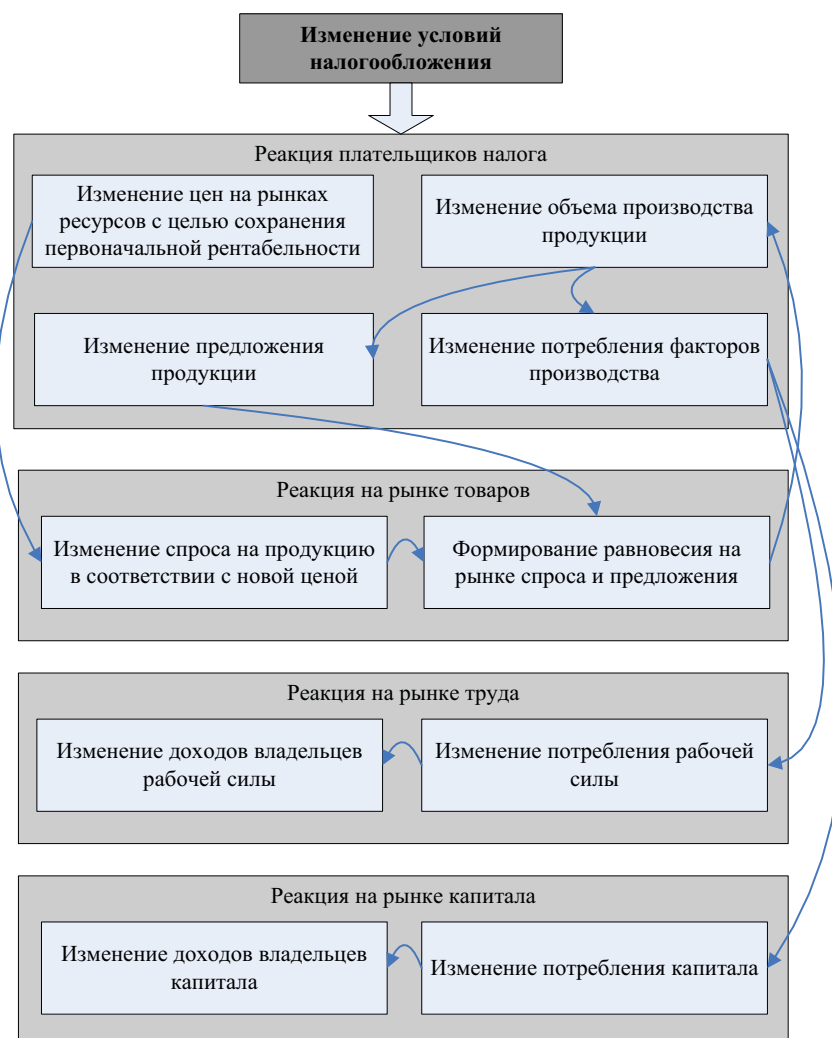 Изменение условий
налогообложения
Реакция плательщиков налога
Изменение цен на рынках
ресурсов с целью сохранения
первоначальной рентабельности
Изменение объема производства
продукции
Изменение предложения
продукции
Изменение потребления факторов
производства
Реакция на рынке товаров
Изменение спроса на продукцию
в соответствии с новой ценой
Формирование равновесия на
рынке спроса и предложения
Реакция на рынке труда
Изменение доходов владельцев
рабочей силы
Изменение потребления рабочей
силы
Реакция на рынке капитала
Изменение доходов владельцев
капитала
Изменение потребления капитала